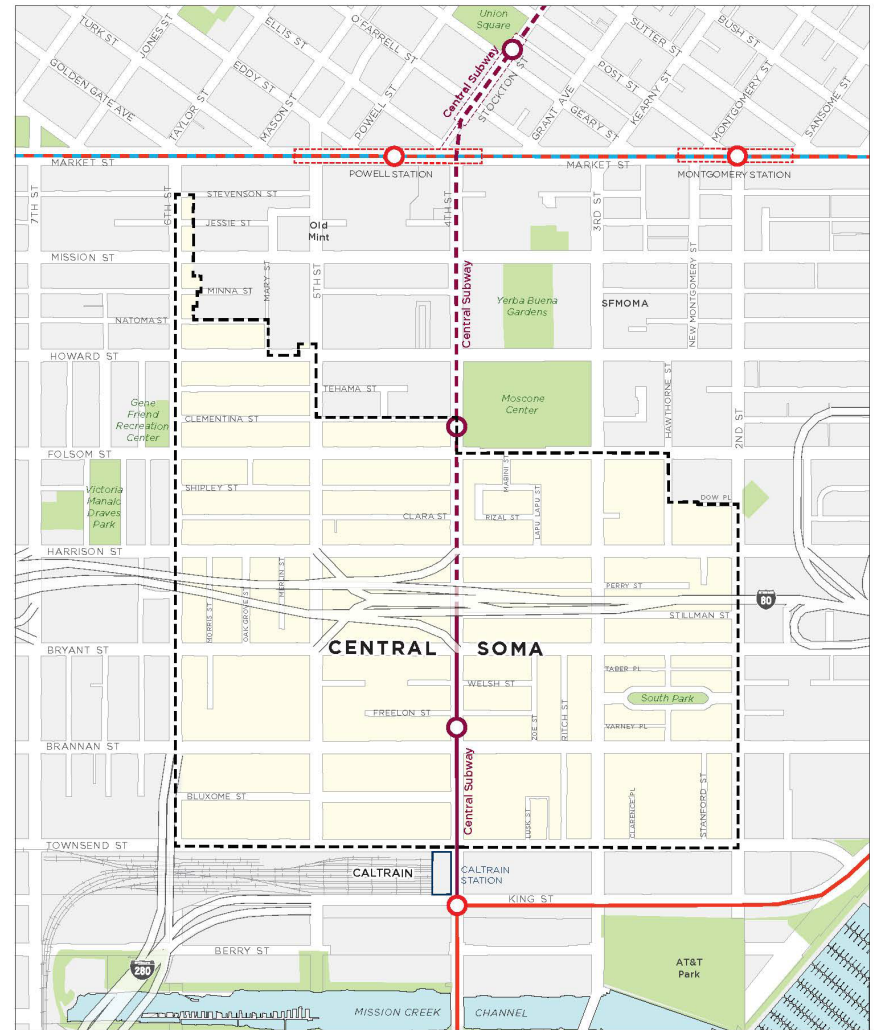 Union
Square
TURK ST
JONES ST
ELLIS ST
O'FARRELL ST
SUTTER ST
BUSH ST
GOLDEN GATE AVE
EDDY ST
Central Subway
POST ST
TAYLOR ST
MASON ST
POWELL ST
STOCKTON ST
GRANT AVE
GEARY ST
KEARNY ST
MONTGOMERY ST
SANSOME ST
MARKET ST
POWELL STATION
MARKET ST
MONTGOMERY STATION
7TH ST
6TH ST
STEVENSON ST
4TH ST
3RD ST
JESSIE ST
Old
Mint
MISSION ST
MARY ST
5TH ST
NEW MONTGOMERY ST
MINNA ST
Central Subway
Yerba Buena
Gardens
SFMOMA
NATOMA ST
HOWARD ST
TEHAMA ST
Moscone
Center
HAWTHORNE ST
2ND ST
Gene
Friend
Recreation
Center
CLEMENTINA ST
FOLSOM ST
SHIPLEY ST
MABINI ST
LAPU LAPU ST
Victoria
Manalo
Draves
Park
DOW PL
CLARA ST
RIZAL ST
HARRISON ST
MERLIN ST
PERRY ST
MORRIS ST
OAK GROVE ST
80
STILLMAN ST
BRYANT ST
CENTRAL SOMA
TABER PL
WELSH ST
South Park
FREELON ST
ZOE ST
RITCH ST
VARNEY PL
BRANNAN ST
Central Subway
BLUXOME ST
LUSK ST
CLARENCE PL
STANFORD ST
TOWNSEND ST
CALTRAIN
CALTRAIN
STATION
KING ST
BERRY ST
280
AT&T
Park
MISSION CREEK CHANNEL